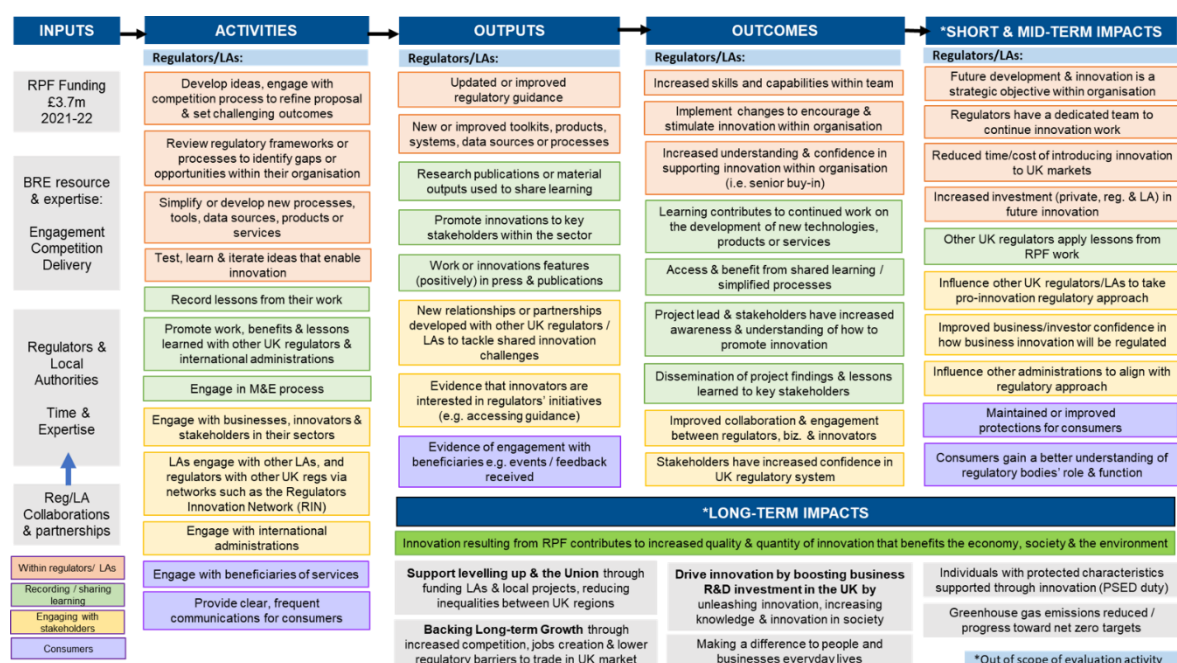 INPUTS
RPF Funding
£3.7m
2021-22
BRE resource
& expertise:
Engagement
Competition
Delivery
Regulators &
Local
Authorities
Time &
Expertise
Reg/LA
Collaborations
& partnerships
Within regulators/ LAs
Recording / sharing
learning
Engaging with
stakeholders
Consumers
ACTIVITIES
Regulators/LAs:
Develop ideas, engage with
competition process to refine proposal
& set challenging outcomes
Review regulatory frameworks or
processes to identify gaps or
opportunities within their organisation
Simplify or develop new processes,
tools, data sources, products or
services
Test, learn & iterate ideas that enable
innovation
Record lessons from their work
Promote work, benefits & lessons
learned with other UK regulators &
international administrations
Engage in M&E process
Engage with businesses, innovators &
stakeholders in their sectors
LAs engage with other LAs, and
regulators with other UK regs via
networks such as the Regulators
Innovation Network (RIN)
Engage with international
administrations
Engage with beneficiaries of services
Provide clear, frequent
communications for consumers
OUTPUTS
Regulators/LAs:
Updated or improved
regulatory guidance
New or improved toolkits, products,
systems, data sources or processes
Research publications or material
outputs used to share learning
Promote innovations to key
stakeholders within the sector
Work or innovations features
(positively) in press & publications
New relationships or partnerships
developed with other UK regulators /
LAs to tackle shared innovation
challenges
Evidence that innovators are
interested in regulators' initiatives
(e.g. accessing guidance)
Evidence of engagement with
beneficiaries e.g. events / feedback
received
OUTCOMES
Regulators/LAs:
Increased skills and capabilities within team
Implement changes to encourage &
stimulate innovation within organisation
Increased understanding & confidence in
supporting innovation within organisation
(i.e. senior buy-in)
Learning contributes to continued work on
the development of new technologies,
products or services
Access & benefit from shared learning /
simplified processes
Project lead & stakeholders have increased
awareness & understanding of how to
promote innovation
Dissemination of project findings & lessons
learned to key stakeholders
Improved collaboration & engagement
between regulators, biz. & innovators
Stakeholders have increased confidence in
UK regulatory system
*SHORT & MID-TERM IMPACTS
Regulators/LAs:
Future development & innovation is a
strategic objective within organisation
Regulators have a dedicated team to
continue innovation work
Reduced time/cost of introducing innovation
to UK markets
Increased investment (private, reg. & LA) in
future innovation
Other UK regulators apply lessons from
RPF work
Influence other UK regulators/LAs to take
pro-innovation regulatory approach
Improved business/investor confidence in
how business innovation will be regulated
Influence other administrations to align with
regulatory approach
Maintained or improved
protections for consumers
Consumers gain a better understanding of
regulatory bodies' role & function
*LONG-TERM IMPACTS
Innovation resulting from RPF contributes to increased quality & quantity of innovation that benefits the economy, society & the environment
Support levelling up & the Union through
funding LAs & local projects, reducing
inequalities between UK regions
Backing Long-term Growth through
increased competition, jobs creation & lower
regulatory barriers to trade in UK market
Drive innovation by boosting business
R&D investment in the UK by
unleashing innovation, increasing
knowledge & innovation in society
Making a difference to people and
businesses everyday lives
Individuals with protected characteristics
supported through innovation (PSED duty)
Greenhouse gas emissions reduced /
progress toward net zero targets
*Out of scope of evaluation activity